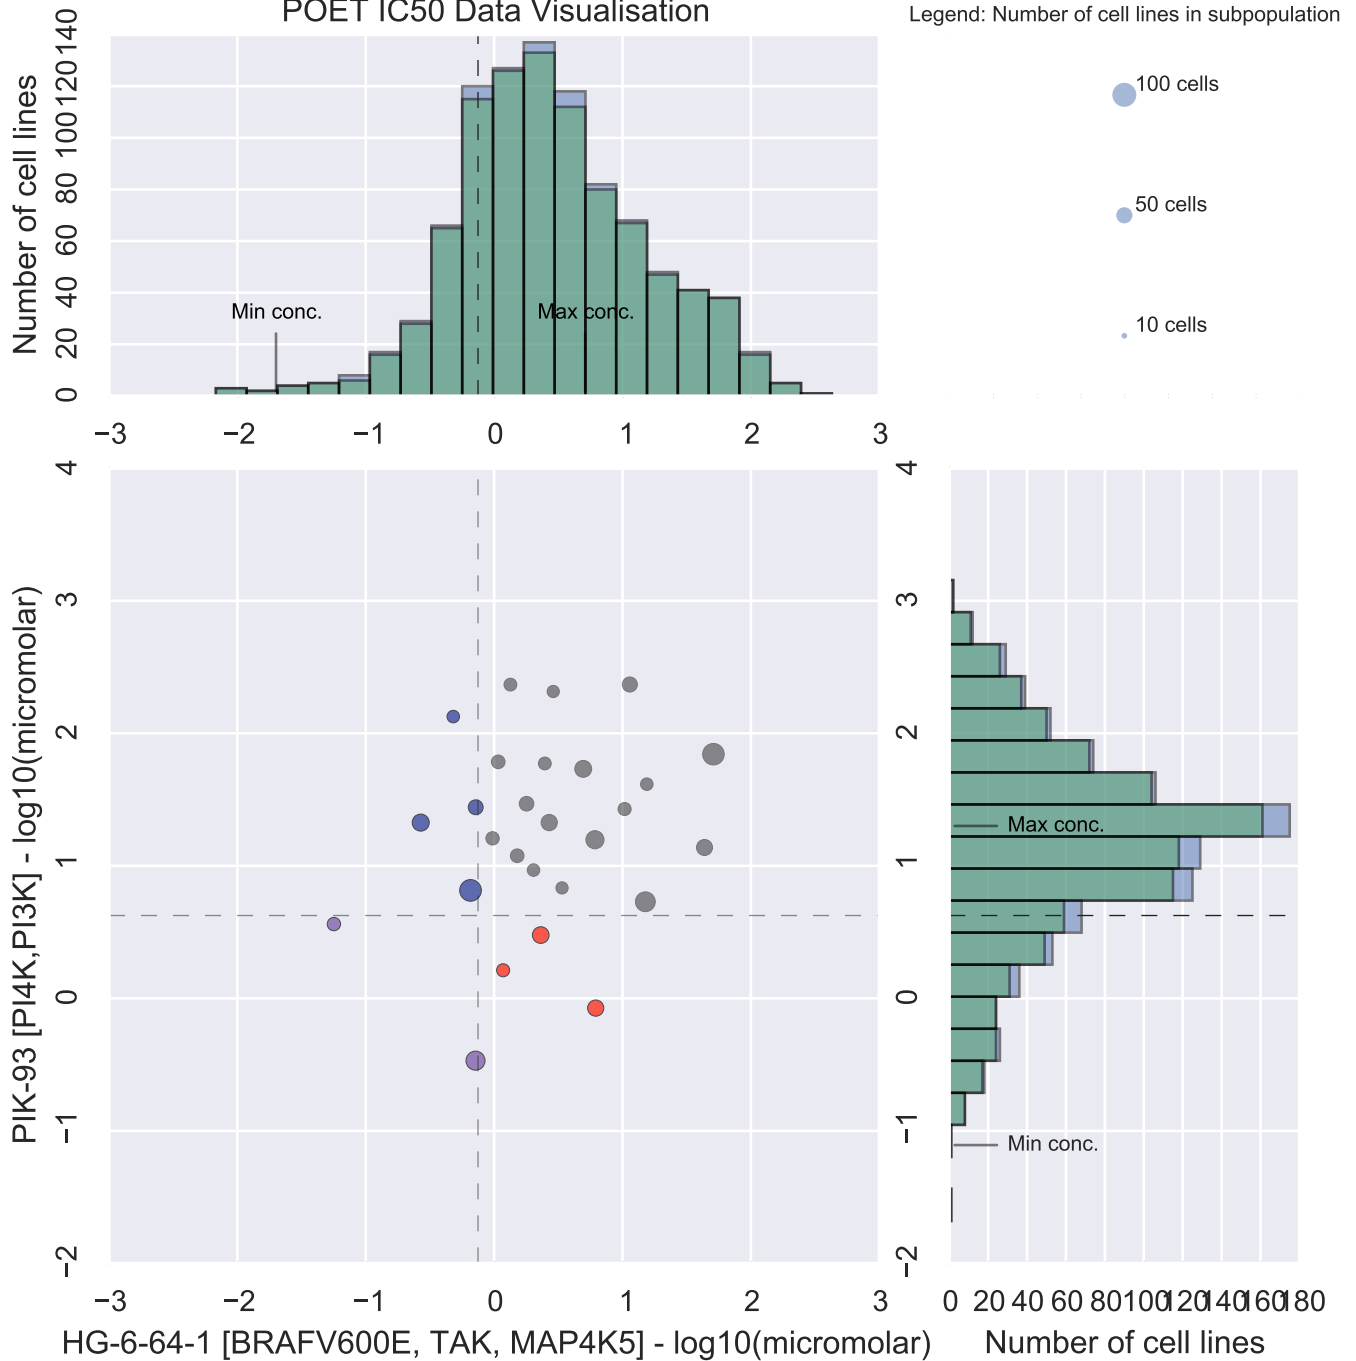 POET IC50 Data Visualisation
Legend: Number of cell lines in subpopulation
Number of cell lines
0 20 40 60 80 100 120 140
Min conc.
Max conc.
100 cells
50 cells
10 cells
−3 −2 −1 0 1 2 3
PIK-93 [PI4K,PI3K] - log10(micromolar)
4
3
2
1
0
−1
−2
4
3
2
1
0
−1
−2
Max conc.
Min conc.
−3 −2 −1 0 1 2 3
0 20 40 60 80 100 120 140 160 180
HG-6-64-1 [BRAFV600E, TAK, MAP4K5] - log10(micromolar)
Number of cell lines